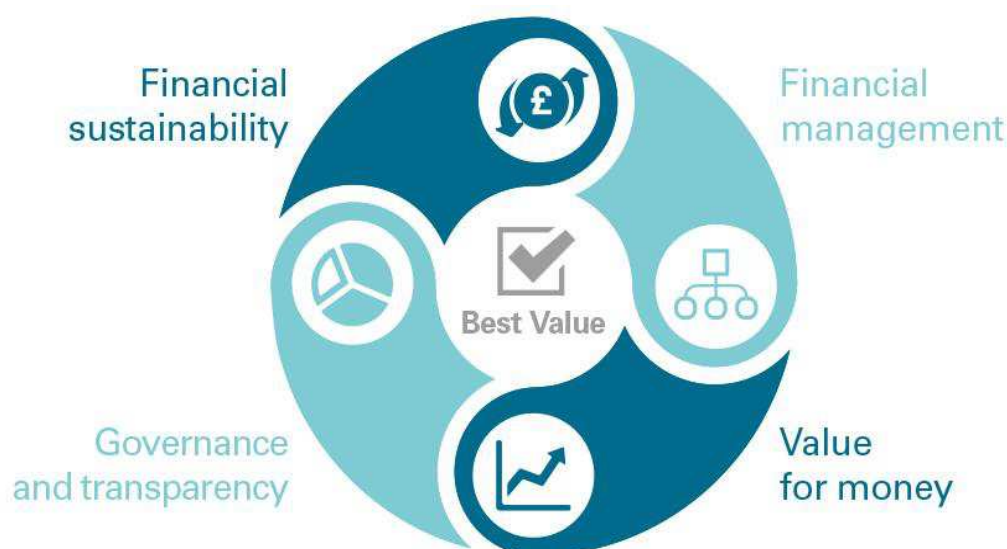 Financial
sustainability
£
Financial
management
Best Value
Governance
and transparency
Value
for money